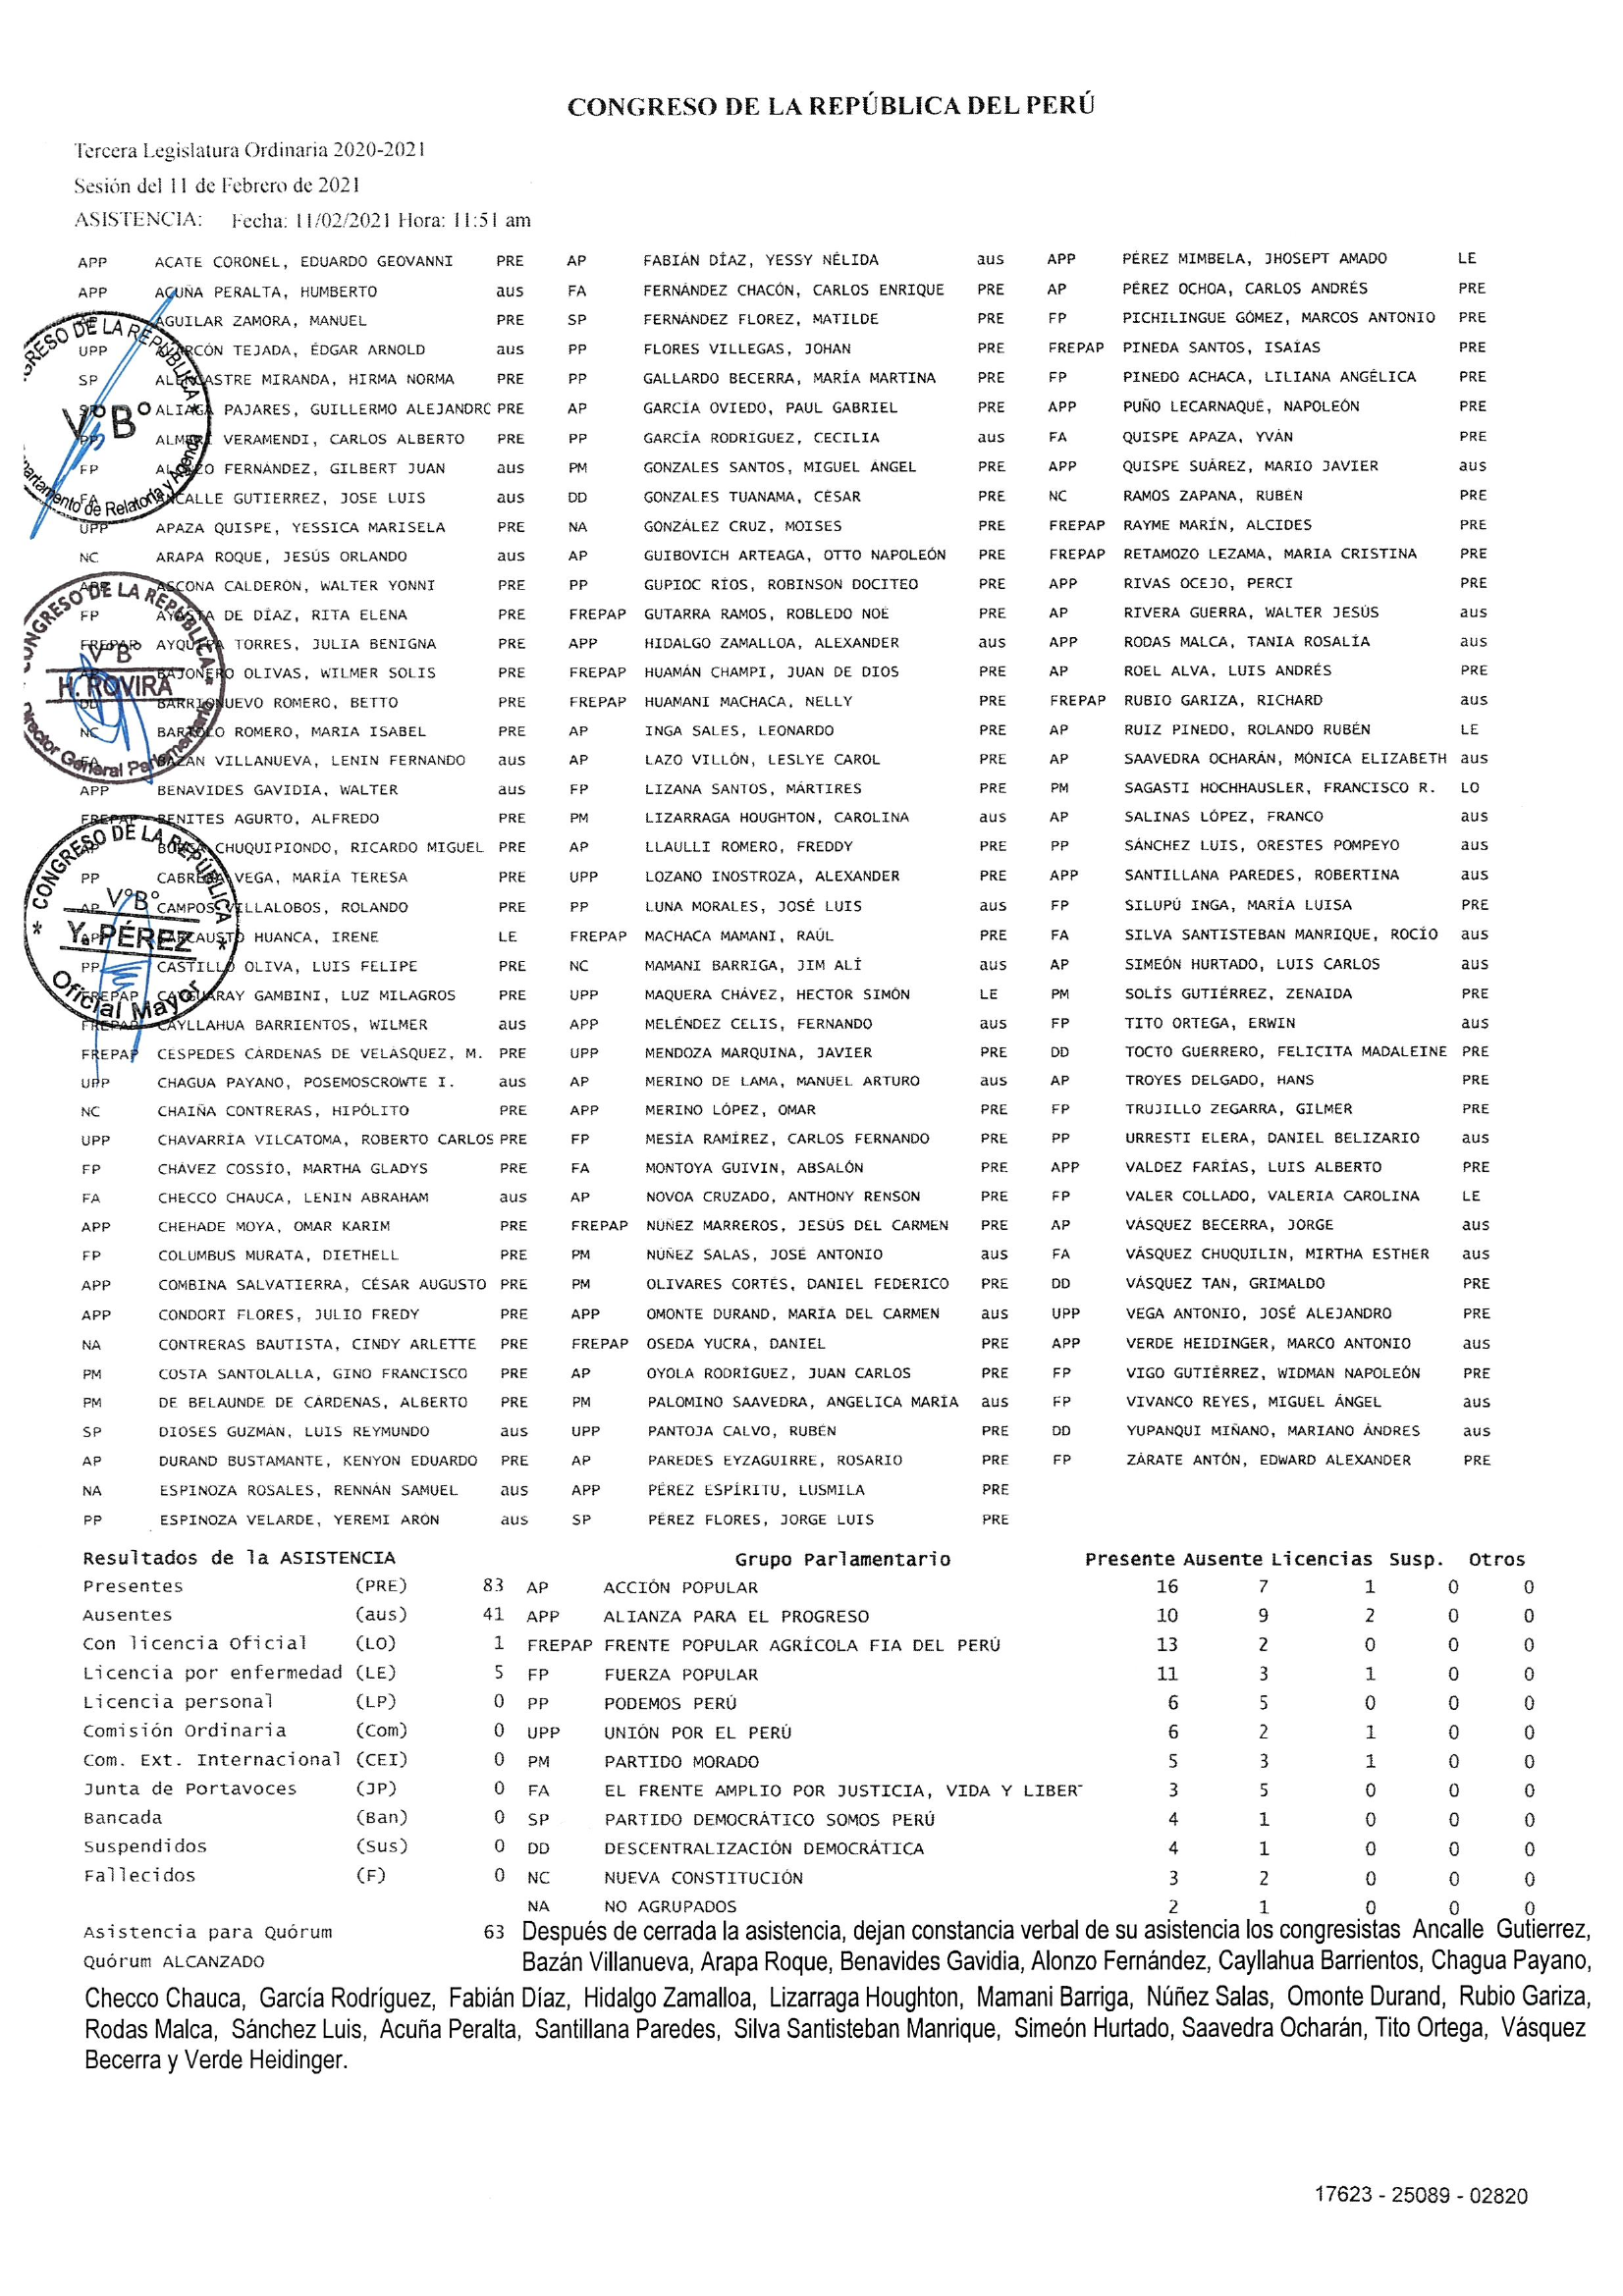 CONGRESO DE LA REPÚBLICA DEL PERÚ
Tercera Legislatura Ordinaria 2020-2021
Sesión del 11 de Febrero de 2021
ASISTENCIA: Fecha: 11/02/2021 Hora: 11:51 am
APP ACATE CORONEL, EDUARDO GEOVANNI PRE AP FABIÁN DÍAZ, YESSY NÉLIDA aus APP PÉREZ MIMBELA, JHOSEPT AMADO LE
APP ACUÑA PERALTA, HUMBERTO aus FA FERNÁNDEZ CHACÓN, CARLOS ENRIQUE PRE AP PÉREZ OCHOA, CARLOS ANDRÉS PRE
AP AGUILAR ZAMORA, MANUEL PRE SP FERNÁNDEZ FLOREZ, MATILDE PRE FP PICHILINGUE GÓMEZ, MARCOS ANTONIO PRE
UPP ALARCÓN TEJADA, ÉDGAR ARNOLD aus PP FLORES VILLEGAS, JOHAN PRE FREPAP PINEDA SANTOS, ISAÍAS PRE
SP ALENCASTRE MIRANDA, HIRMA NORMA PRE PP GALLARDO BECERRA, MARÍA MARTINA PRE FP PINEDO ACHACA, LILIANA ANGÉLICA PRE
SP ALIAGA PAJARES, GUILLERMO ALEJANDRO PRE AP GARCÍA OVIEDO, PAUL GABRIEL PRE APP PUÑO LECARNAQUÉ, NAPOLEÓN PRE
PP ALMERÍ VERAMENDI, CARLOS ALBERTO PRE PP GARCÍA RODRÍGUEZ, CECILIA aus FA QUISPE APAZA, YVÁN PRE
FP ALONZO FERNÁNDEZ, GILBERT JUAN aus PM GONZALES SANTOS, MIGUEL ÁNGEL PRE APP QUISPE SUÁREZ, MARIO JAVIER aus
FA ANCALLE GUTIERREZ, JOSE LUIS aus DD GONZALES TUANAMA, CÉSAR PRE NC RAMOS ZAPANA, RUBÉN PRE
UPP APAZA QUISPE, YESSICA MARISELA PRE NA GONZÁLEZ CRUZ, MOISES PRE FREPAP RAYME MARÍN, ALCIDES PRE
NC ARAPA ROQUE, JESÚS ORLANDO aus AP GUIBOVICH ARTEAGA, OTTO NAPOLEÓN PRE FREPAP RETAMOZO LEZAMA, MARIA CRISTINA PRE
APP ASCONA CALDERÓN, WALTER YONNI PRE PP GUPIOC RÍOS, ROBINSON DOCITEO PRE APP RIVAS OCEJO, PERCI PRE
FP AYASTA DE DÍAZ, RITA ELENA PRE FREPAP GUTARRA RAMOS, ROBLEDO NOÉ PRE AP RIVERA GUERRA, WALTER JESÚS aus
FREPAP AYQUIPA TORRES, JULIA BENIGNA PRE APP HIDALGO ZAMALLOA, ALEXANDER aus APP RODAS MALCA, TANIA ROSALÍA aus
AP BAJONERO OLIVAS, WILMER SOLIS PRE FREPAP HUAMÁN CHAMPI, JUAN DE DIOS PRE AP ROEL ALVA, LUIS ANDRÉS PRE
DD BARRIONUEVO ROMERO, BETTO PRE FREPAP HUAMANI MACHACA, NELLY PRE FREPAP RUBIO GARIZA, RICHARD aus
NC BARTOLO ROMERO, MARIA ISABEL PRE AP INGA SALES, LEONARDO PRE AP RUIZ PINEDO, ROLANDO RUBÉN LE
FA BAZÁN VILLANUEVA, LENIN FERNANDO aus AP LAZO VILLÓN, LESLYE CAROL PRE AP SAAVEDRA OCHARÁN, MÓNICA ELIZABETH aus
APP BENAVIDES GAVIDIA, WALTER aus FP LIZANA SANTOS, MÁRTIRES PRE PM SAGASTI HOCHHAUSLER, FRANCISCO R. LO
FREPAP BENITES AGURTO, ALFREDO PRE PM LIZARRAGA HOUGHTON, CAROLINA aus AP SALINAS LÓPEZ, FRANCO aus
AP BURGA CHUQUIPIONDO, RICARDO MIGUEL PRE AP LLAULLI ROMERO, FREDDY PRE PP SÁNCHEZ LUIS, ORESTES POMPEYO aus
PP CABRERA VEGA, MARÍA TERESA PRE UPP LOZANO INOSTROZA, ALEXANDER PRE APP SANTILLANA PAREDES, ROBERTINA aus
AP CAMPOS VILLALOBOS, ROLANDO PRE PP LUNA MORALES, JOSÉ LUIS aus FP SILUPÚ INGA, MARÍA LUISA PRE
APP CARCAUSTO HUANCA, IRENE LE FREPAP MACHACA MAMANI, RAÚL PRE FA SILVA SANTISTEBAN MANRIQUE, ROCÍO aus
PP CASTILLO OLIVA, LUIS FELIPE PRE NC MAMANI BARRIGA, JIM ALÍ aus AP SIMEÓN HURTADO, LUIS CARLOS aus
FREPAP CAYGUARAY GAMBINI, LUZ MILAGROS PRE UPP MAQUERA CHÁVEZ, HÉCTOR SIMÓN LE PM SOLÍS GUTIÉRREZ, ZENAIDA PRE
FREPAP CAYLLAHUA BARRIENTOS, WILMER aus APP MELÉNDEZ CELIS, FERNANDO aus FP TITO ORTEGA, ERWIN aus
FREPAP CÉSPEDES CÁRDENAS DE VELÁSQUEZ, M. PRE UPP MENDOZA MARQUINA, JAVIER PRE DD TOCTO GUERRERO, FELICITA MADALEINE PRE
UPP CHAGUA PAYANO, POSEMOSCROWTE I. aus AP MERINO DE LAMA, MANUEL ARTURO aus AP TROYES DELGADO, HANS PRE
NC CHAIÑA CONTRERAS, HIPÓLITO PRE APP MERINO LÓPEZ, OMAR PRE FP TRUJILLO ZEGARRA, GILMER PRE
UPP CHAVARRÍA VILCATOMA, ROBERTO CARLOS PRE FP MESÍA RAMÍREZ, CARLOS FERNANDO PRE PP URRESTI ELERA, DANIEL BELIZARIO aus
FP CHÁVEZ COSSÍO, MARTHA GLADYS PRE FA MONTOYA GUIVIN, ABSALÓN PRE APP VALDEZ FARÍAS, LUIS ALBERTO PRE
FA CHECCO CHAUCA, LENIN ABRAHAM aus AP NOVOA CRUZADO, ANTHONY RENSON PRE FP VALER COLLADO, VALERIA CAROLINA LE
APP CHEHADE MOYA, OMAR KARIM PRE FREPAP NÚÑEZ MARREROS, JESÚS DEL CARMEN PRE AP VÁSQUEZ BECERRA, JORGE aus
FP COLUMBUS MURATA, DIETHELL PRE PM NÚÑEZ SALAS, JOSÉ ANTONIO aus FA VÁSQUEZ CHUQUILIN, MIRTHA ESTHER aus
APP COMBINA SALVATIERRA, CÉSAR AUGUSTO PRE PM OLIVARES CORTÉS, DANIEL FEDERICO PRE DD VÁSQUEZ TAN, GRIMALDO PRE
APP CONDORI FLORES, JULIO FREDY PRE APP OMONTE DURAND, MARÍA DEL CARMEN aus UPP VEGA ANTONIO, JOSÉ ALEJANDRO PRE
NA CONTRERAS BAUTISTA, CINDY ARLETTE PRE FREPAP OSEDA YUCRA, DANIEL PRE APP VERDE HEIDINGER, MARCO ANTONIO aus
PM COSTA SANTOLALLA, GINO FRANCISCO PRE AP OYOLA RODRÍGUEZ, JUAN CARLOS PRE FP VIGO GUTIÉRREZ, WIDMAN NAPOLEÓN PRE
PM DE BELAUNDE DE CÁRDENAS, ALBERTO PRE PM PALOMINO SAAVEDRA, ANGÉLICA MARÍA aus FP VIVANCO REYES, MIGUEL ÁNGEL aus
SP DIOSES GUZMÁN, LUIS REYMUNDO aus UPP PANTOJA CALVO, RUBÉN PRE DD YUPANQUI MIÑANO, MARIANO ÁNDRES aus
AP DURAND BUSTAMANTE, KENYON EDUARDO PRE AP PAREDES EYZAGUIRRE, ROSARIO PRE FP ZÁRATE ANTÓN, EDWARD ALEXANDER PRE
NA ESPINOZA ROSALES, RENNÁN SAMUEL aus APP PÉREZ ESPÍRITU, LUSMILA PRE
PP ESPINOZA VELARDE, YEREMI ARÓN aus SP PÉREZ FLORES, JORGE LUIS PRE
CONGRESO DE LA REPÚBLICA
V°B°
Departamento de Relatoría y Agenda
CONGRESO DE LA REPÚBLICA
V°B°
H. ROVIRA
Director General Parlamentario
CONGRESO DE LA REPÚBLICA
V°B°
Y. PÉREZ
Oficial Mayor
Resultados de la ASISTENCIA Grupo Parlamentario Presente Ausente Licencias Susp. Otros
Presentes (PRE) 83 AP ACCIÓN POPULAR 16 7 1 0 0
Ausentes (aus) 41 APP ALIANZA PARA EL PROGRESO 10 9 2 0 0
Con licencia Oficial (LO) 1 FREPAP FRENTE POPULAR AGRÍCOLA FIA DEL PERÚ 13 2 0 0 0
Licencia por enfermedad (LE) 5 FP FUERZA POPULAR 11 3 1 0 0
Licencia personal (LP) 0 PP PODEMOS PERÚ 6 5 0 0 0
Comisión Ordinaria (Com) 0 UPP UNIÓN POR EL PERÚ 6 2 1 0 0
Com. Ext. Internacional (CEI) 0 PM PARTIDO MORADO 5 3 1 0 0
Junta de Portavoces (JP) 0 FA EL FRENTE AMPLIO POR JUSTICIA, VIDA Y LIBER 3 5 0 0 0
Bancada (Ban) 0 SP PARTIDO DEMOCRÁTICO SOMOS PERÚ 4 1 0 0 0
Suspendidos (Sus) 0 DD DESCENTRALIZACIÓN DEMOCRÁTICA 4 1 0 0 0
Fallecidos (F) 0 NC NUEVA CONSTITUCIÓN 3 2 0 0 0
NA NO AGRUPADOS 2 1 0 0 0
Asistencia para Quórum 63 Después de cerrada la asistencia, dejan constancia verbal de su asistencia los congresistas Ancalle Gutierrez,
Quórum ALCANZADO Bazán Villanueva, Arapa Roque, Benavides Gavidia, Alonzo Fernández, Cayllahua Barrientos, Chagua Payano,
Checco Chauca, García Rodríguez, Fabián Díaz, Hidalgo Zamalloa, Lizarraga Houghton, Mamani Barriga, Núñez Salas, Omonte Durand, Rubio Gariza,
Rodas Malca, Sánchez Luis, Acuña Peralta, Santillana Paredes, Silva Santisteban Manrique, Simeón Hurtado, Saavedra Ocharán, Tito Ortega, Vásquez
Becerra y Verde Heidinger.
17623 - 25089 - 02820